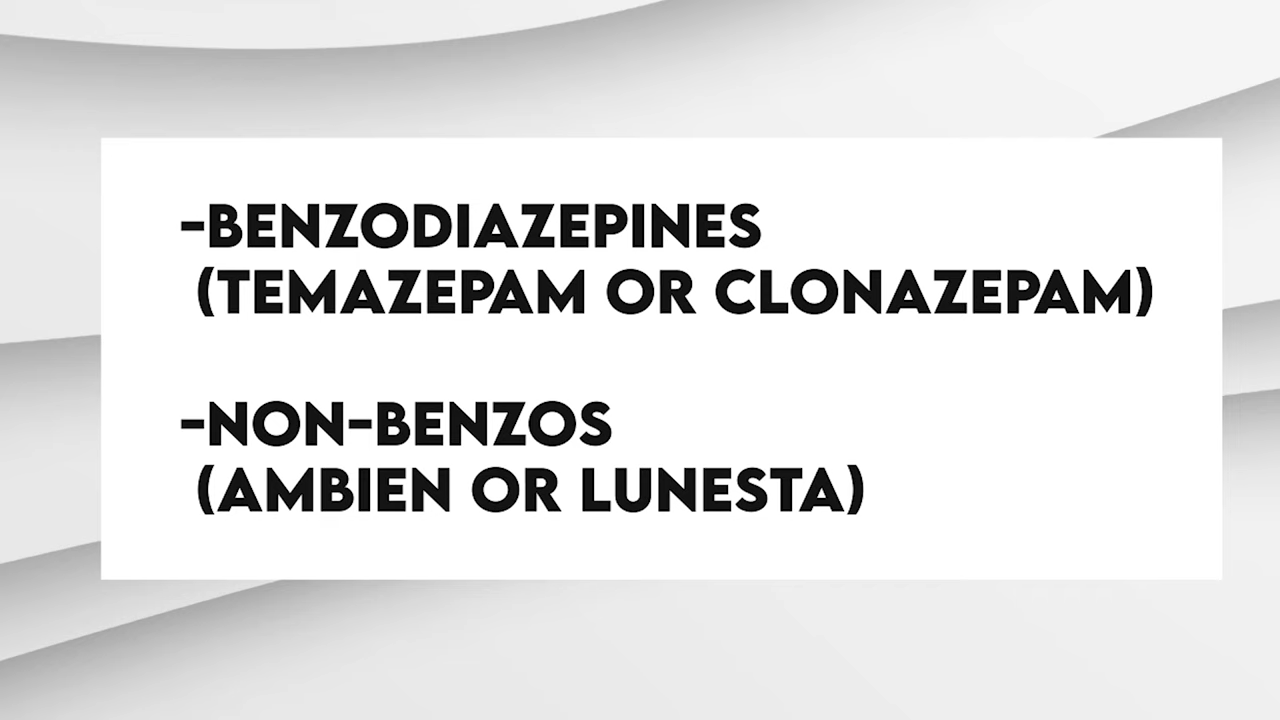 -BENZODIAZEPINES
(TEMAZEPAM OR CLONAZEPAM)
-NON-BENZOS
(AMBIEN OR LUNESTA)